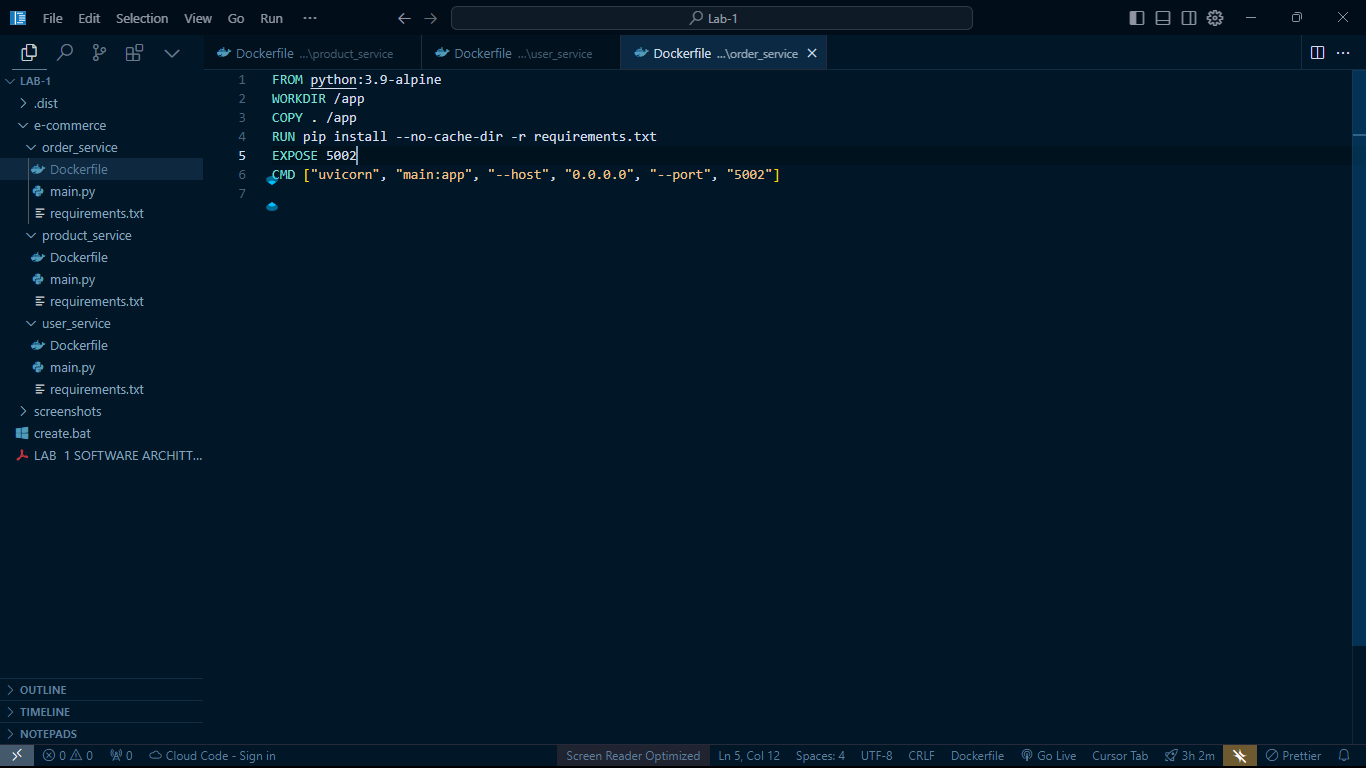 File Edit Selection View Go Run ···
Lab-1
Dockerfile ...\product_service
Dockerfile ...\user_service
Dockerfile ...\order_service
LAB-1
.dist
e-commerce
order_service
Dockerfile
main.py
requirements.txt
product_service
Dockerfile
main.py
requirements.txt
user_service
Dockerfile
main.py
requirements.txt
screenshots
create.bat
LAB 1 SOFTWARE ARCHITT...
OUTLINE
TIMELINE
NOTEPADS
1 FROM python:3.9-alpine
2 WORKDIR /app
3 COPY . /app
4 RUN pip install --no-cache-dir -r requirements.txt
5 EXPOSE 5002
6 CMD ["uvicorn", "main:app", "--host", "0.0.0.0", "--port", "5002"]
7
0 0 0 Cloud Code - Sign in Screen Reader Optimized Ln 5, Col 12 Spaces: 4 UTF-8 CRLF Dockerfile Go Live Cursor Tab 3h 2m Prettier